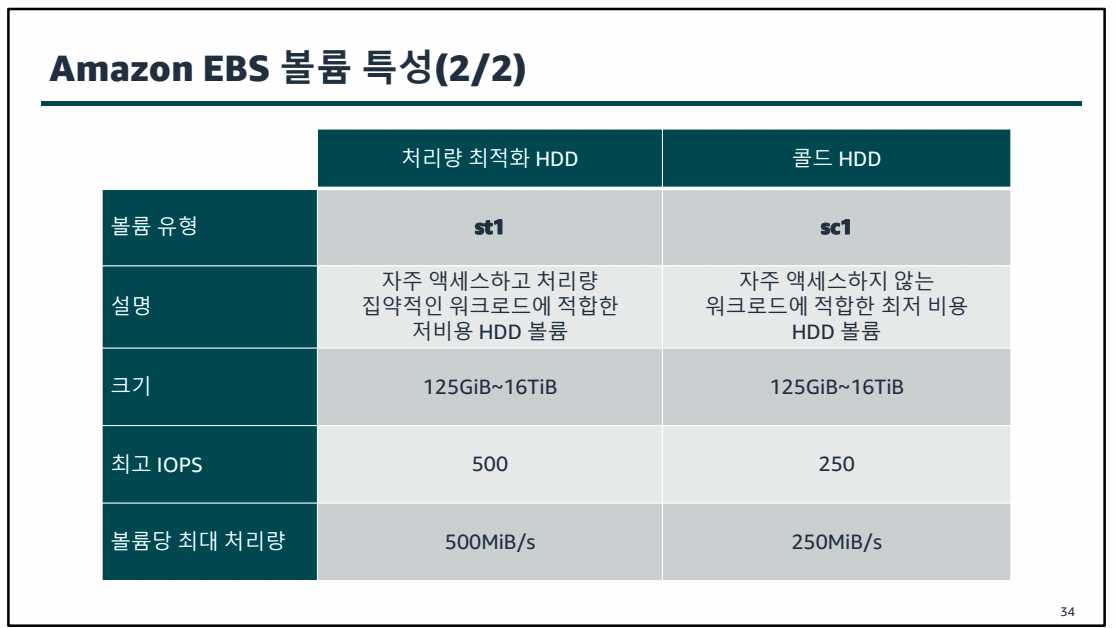 Amazon EBS 볼륨 특성(2/2)
처리량 최적화 HDD
콜드 HDD
볼륨 유형
st1
sc1
설명
자주 액세스하고 처리량
집약적인 워크로드에 적합한
저비용 HDD 볼륨
자주 액세스하지 않는
워크로드에 적합한 최저 비용
HDD 볼륨
크기
125GiB~16TiB
125GiB~16TiB
최고 IOPS
500
250
볼륨당 최대 처리량
500MiB/s
250MiB/s
34